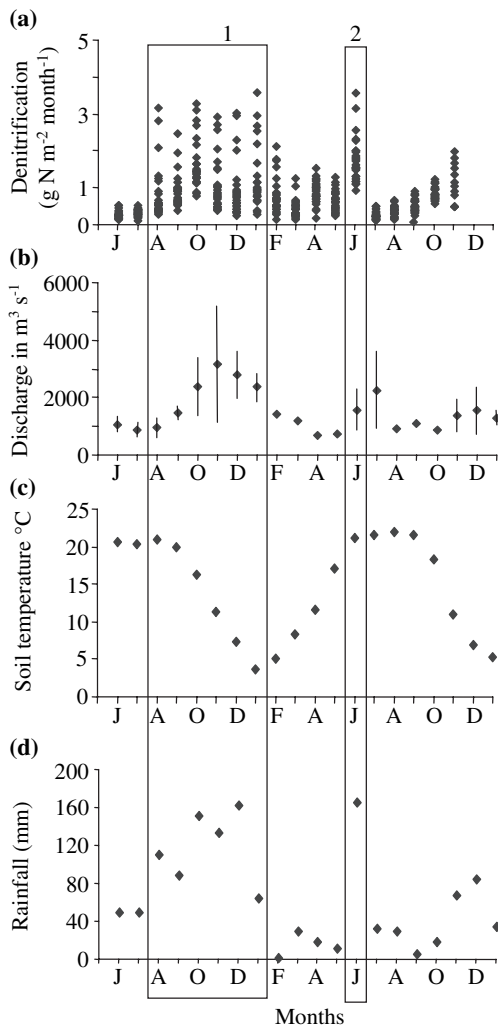 (a)
1
2
Denitrification
(g N m-2 month-1)
5
3
1
0
J A O D F A J A O D
(b)
Discharge in m3 s-1
6000
4000
2000
0
J A O D F A J A O D
(c)
Soil temperature °C
25
20
15
10
5
0
J A O D F A J A O D
(d)
Rainfall (mm)
200
160
120
80
40
0
J A O D F A J A O D
Months